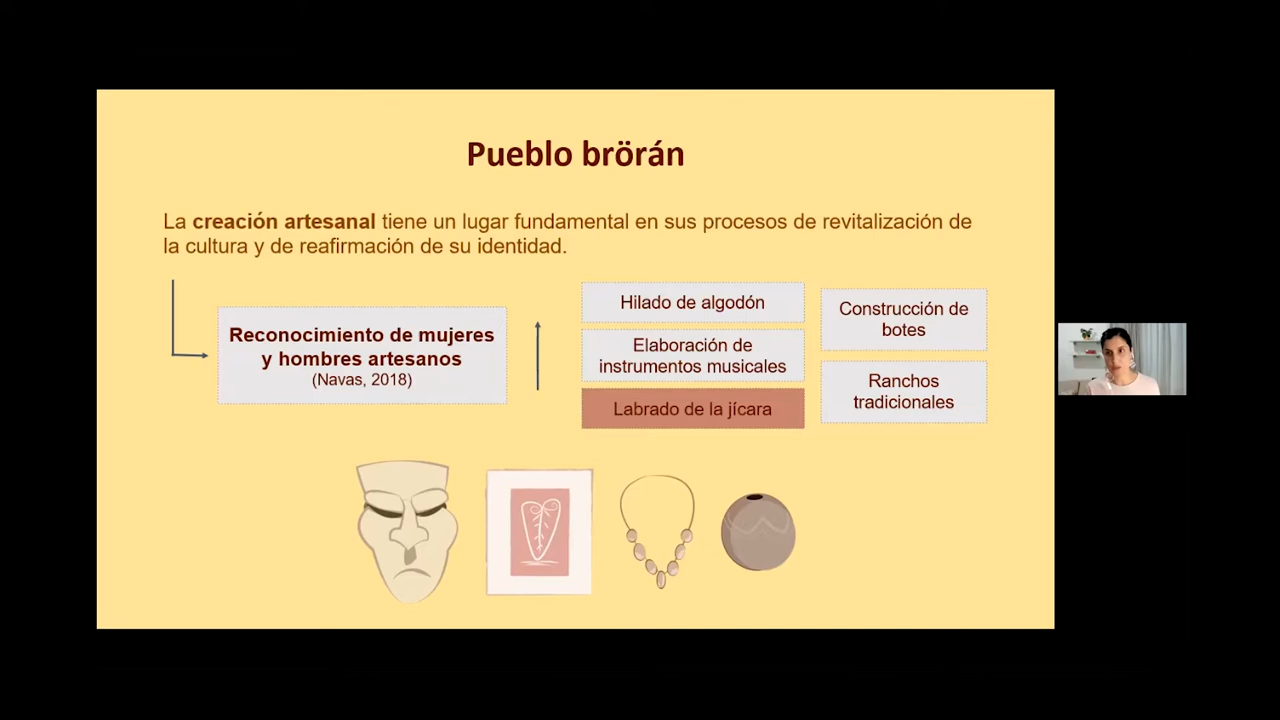 Pueblo brörán
La creación artesanal tiene un lugar fundamental en sus procesos de revitalización de
la cultura y de reafirmación de su identidad.
Reconocimiento de mujeres
y hombres artesanos
(Navas, 2018)
Hilado de algodón
Elaboración de
instrumentos musicales
Labrado de la jícara
Construcción de
botes
Ranchos
tradicionales